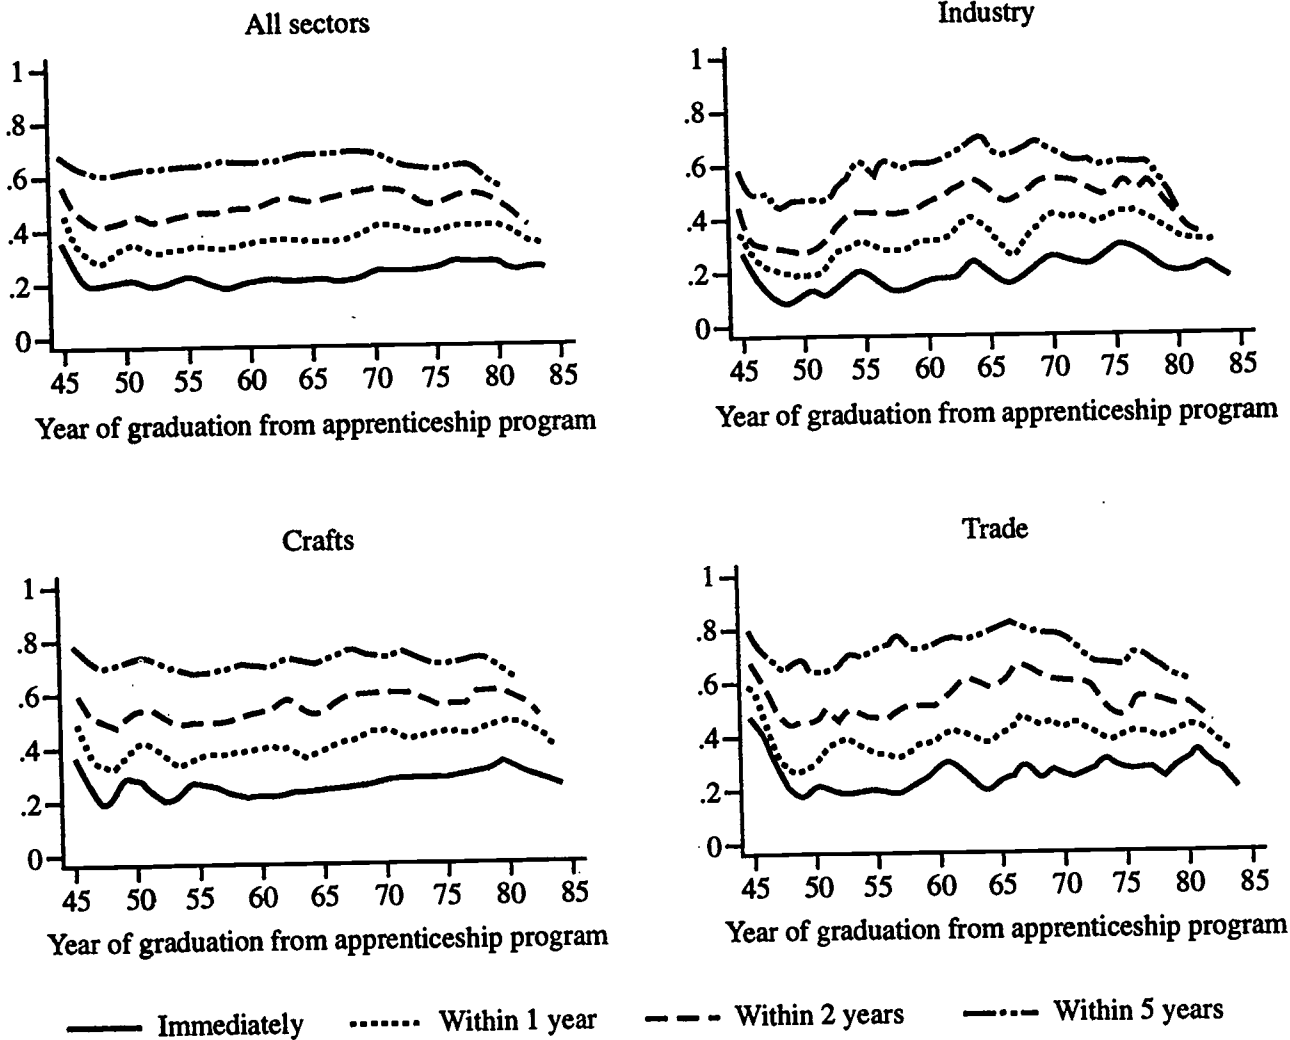 All sectors
1
.8
.6
.4
.2
0
45 50 55 60 65 70 75 80 85
Year of graduation from apprenticeship program
Industry
1
.8
.6
.4
.2
0
45 50 55 60 65 70 75 80 85
Year of graduation from apprenticeship program
Crafts
1
.8
.6
.4
.2
0
45 50 55 60 65 70 75 80 85
Year of graduation from apprenticeship program
Trade
1
.8
.6
.4
.2
0
45 50 55 60 65 70 75 80 85
Year of graduation from apprenticeship program
Immediately Within 1 year Within 2 years Within 5 years